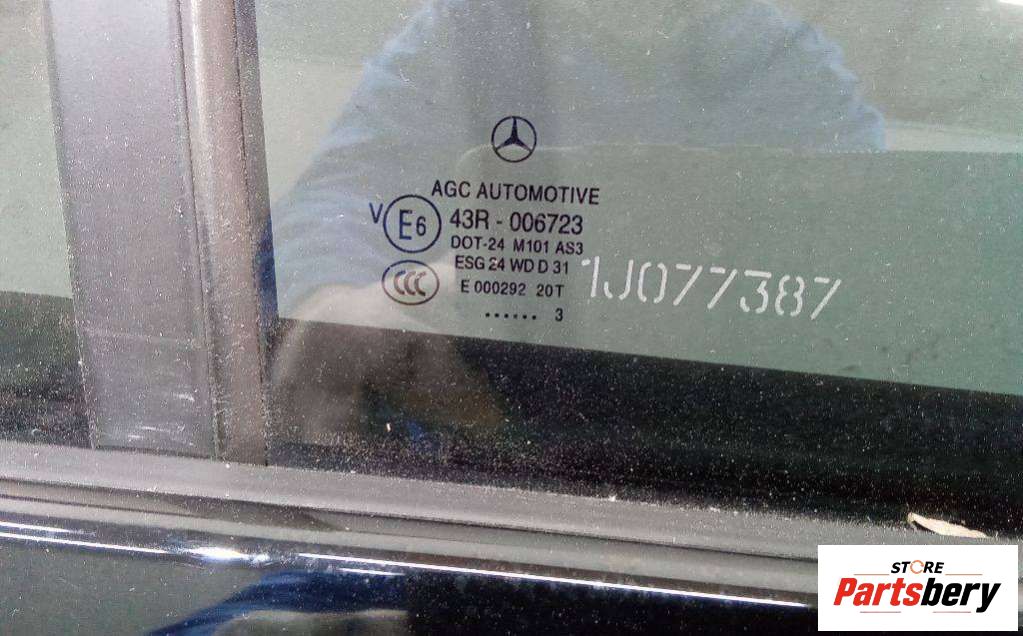 AGC AUTOMOTIVE
V E6 43R - 006723
DOT-24 M101 AS3
ESG 24 WD D 31
CCC E 000292 20T
...... 3
1J077387
STORE
Partsbery